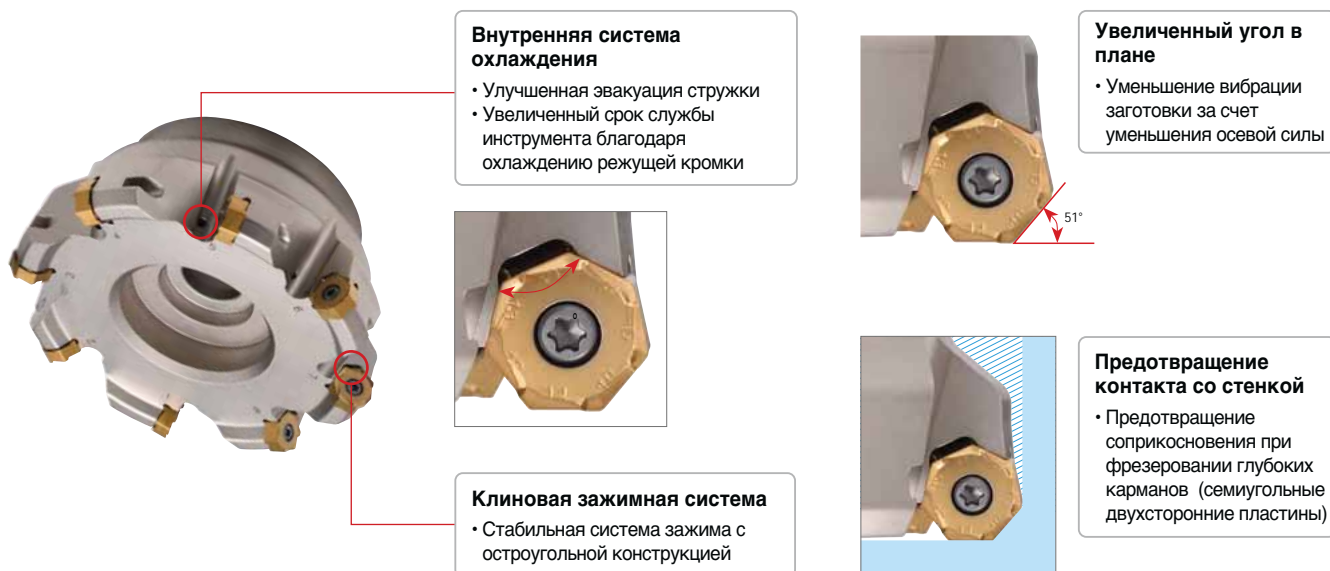 Внутренняя система
охлаждения
• Улучшенная эвакуация стружки
• Увеличенный срок службы
инструмента благодаря
охлаждению режущей кромки
Клиновая зажимная система
• Стабильная система зажима с
остроугольной конструкцией
Увеличенный угол в
плане
• Уменьшение вибрации
заготовки за счет
уменьшения осевой силы
51°
Предотвращение
контакта со стенкой
• Предотвращение
соприкосновения при
фрезеровании глубоких
карманов (семиугольные
двухсторонние пластины)